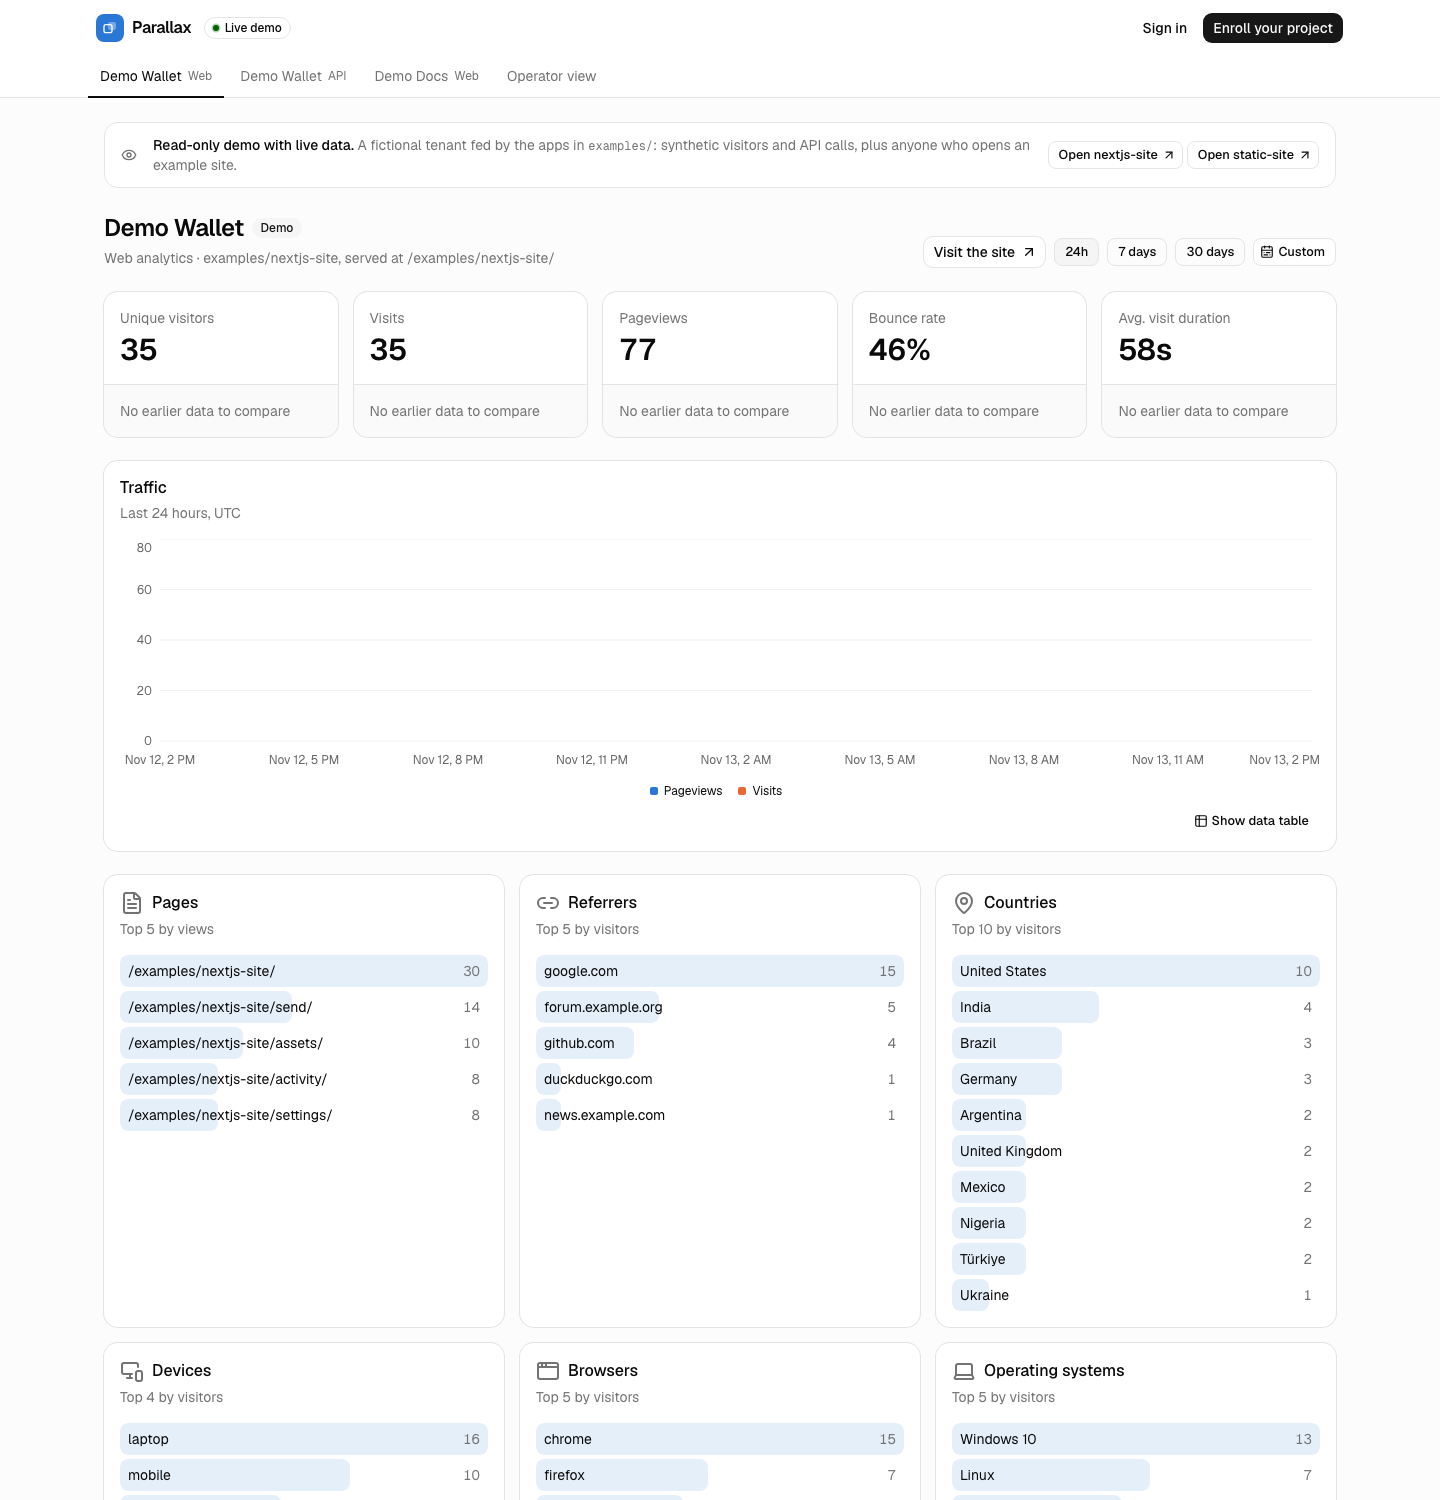 Parallax
Live demo
Sign in
Enroll your project
Demo Wallet Web
Demo Wallet API
Demo Docs Web
Operator view
Read-only demo with live data. A fictional tenant fed by the apps in examples/: synthetic visitors and API calls, plus anyone who opens an
example site.
Open nextjs-site
Open static-site
Demo Wallet
Demo
Web analytics · examples/nextjs-site, served at /examples/nextjs-site/
Visit the site
24h
7 days
30 days
Custom
Unique visitors
35
No earlier data to compare
Visits
35
No earlier data to compare
Pageviews
77
No earlier data to compare
Bounce rate
46%
No earlier data to compare
Avg. visit duration
58s
No earlier data to compare
Traffic
Last 24 hours, UTC
80
60
40
20
0
Nov 12, 2 PM
Nov 12, 5 PM
Nov 12, 8 PM
Nov 12, 11 PM
Nov 13, 2 AM
Nov 13, 5 AM
Nov 13, 8 AM
Nov 13, 11 AM
Nov 13, 2 PM
Pageviews
Visits
Show data table
Pages
Top 5 by views
/examples/nextjs-site/ 30
/examples/nextjs-site/send/ 14
/examples/nextjs-site/assets/ 10
/examples/nextjs-site/activity/ 8
/examples/nextjs-site/settings/ 8
Referrers
Top 5 by visitors
google.com 15
forum.example.org 5
github.com 4
duckduckgo.com 1
news.example.com 1
Countries
Top 10 by visitors
United States 10
India 4
Brazil 3
Germany 3
Argentina 2
United Kingdom 2
Mexico 2
Nigeria 2
Türkiye 2
Ukraine 1
Devices
Top 4 by visitors
laptop 16
mobile 10
Browsers
Top 5 by visitors
chrome 15
firefox 7
Operating systems
Top 5 by visitors
Windows 10 13
Linux 7